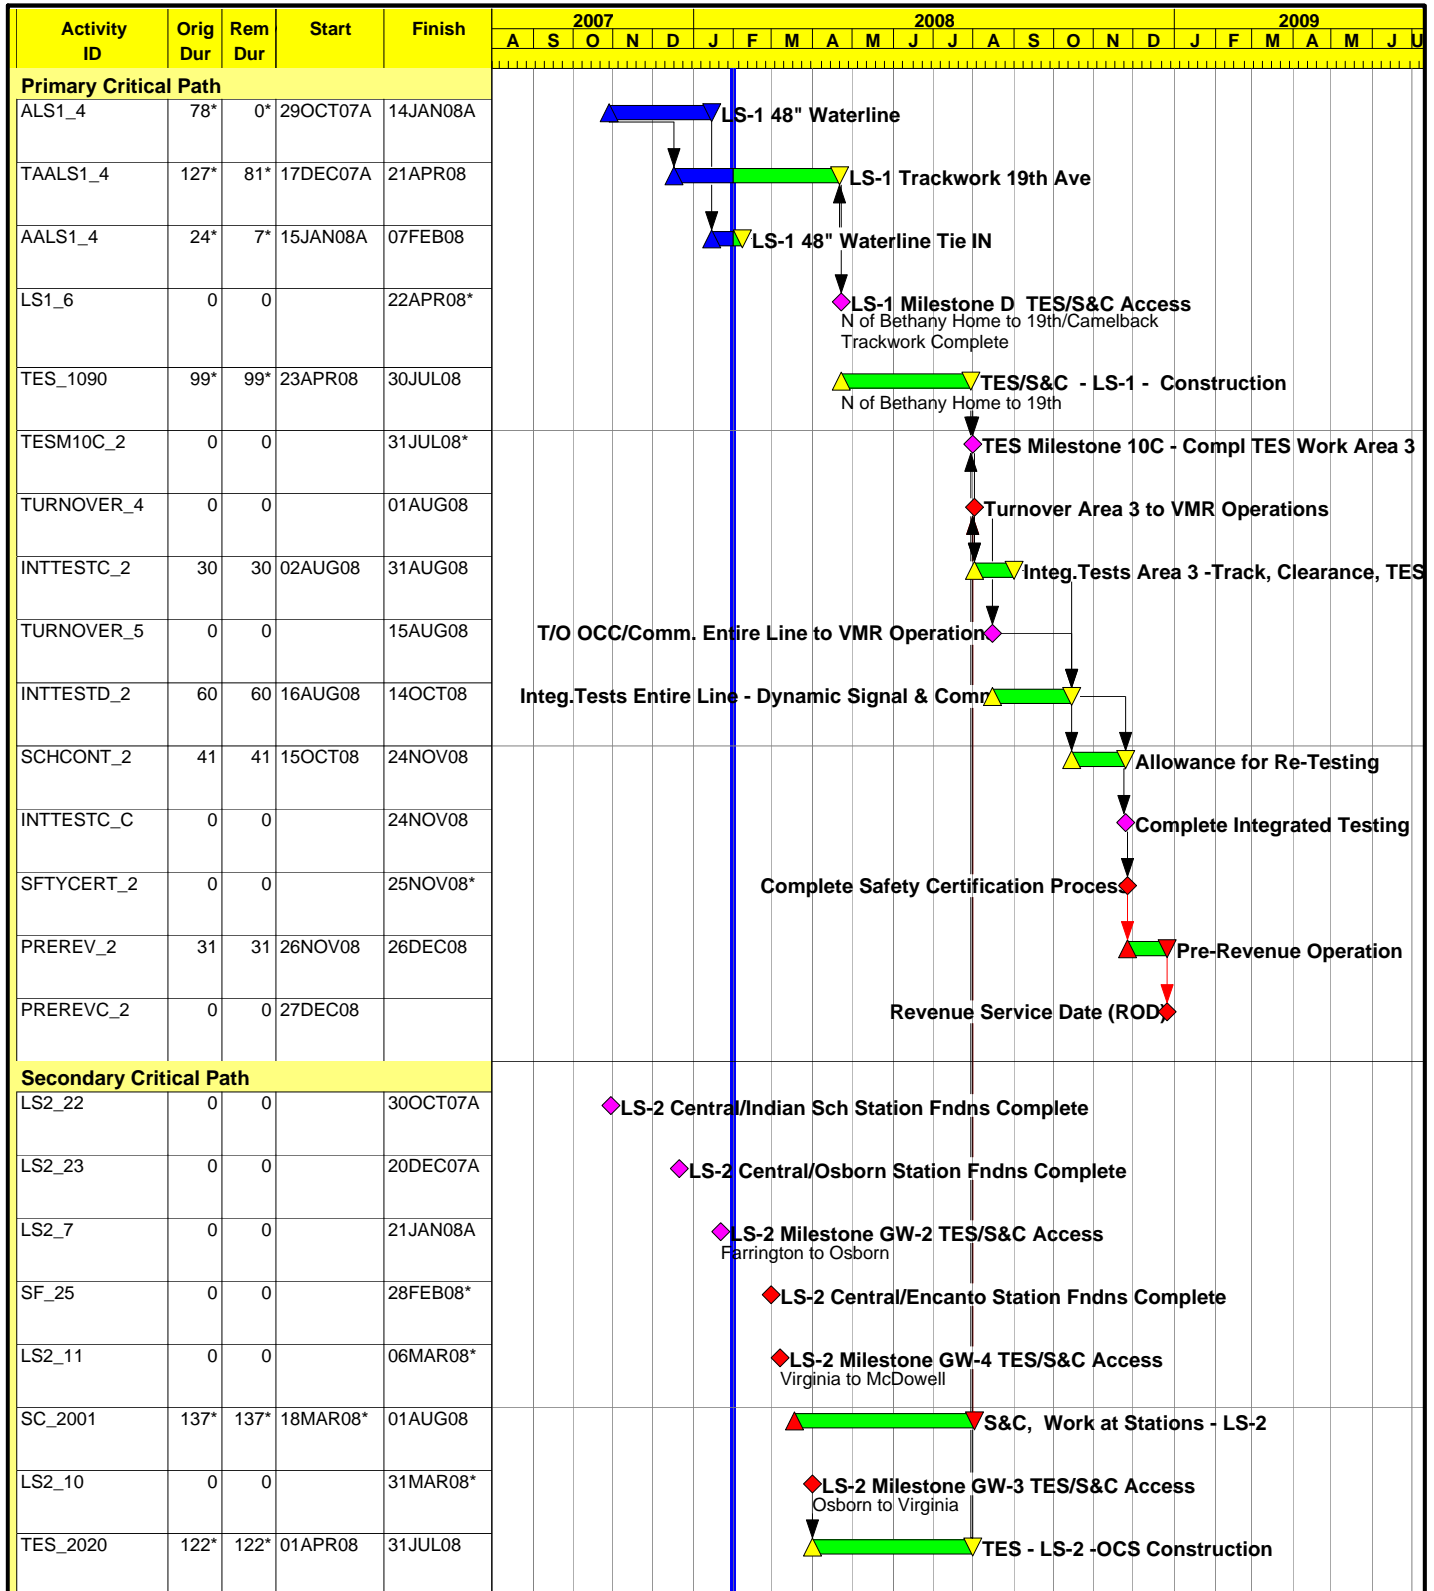 Activity ID Orig Dur Rem Dur Start Finish
2007 2008 2009
A S O N D J F M A M J J A S O N D J F M A M J U
Primary Critical Path
ALS1_4 78* 0* 29OCT07A 14JAN08A LS-1 48" Waterline
TAALS1_4 127* 81* 17DEC07A 21APR08 LS-1 Trackwork 19th Ave
AALS1_4 24* 7* 15JAN08A 07FEB08 LS-1 48" Waterline Tie IN
LS1_6 0 0 22APR08* LS-1 Milestone D TES/S&C Access
N of Bethany Home to 19th/Camelback
Trackwork Complete
TES_1090 99* 99* 23APR08 30JUL08 TES/S&C - LS-1 - Construction
N of Bethany Home to 19th
TESM10C_2 0 0 31JUL08* TES Milestone 10C - Compl TES Work Area 3
TURNOVER_4 0 0 01AUG08 Turnover Area 3 to VMR Operations
INTTESTC_2 30 30 02AUG08 31AUG08 Integ.Tests Area 3 -Track, Clearance, TES
TURNOVER_5 0 0 15AUG08 T/O OCC/Comm. Entire Line to VMR Operation
INTTESTD_2 60 60 16AUG08 14OCT08 Integ.Tests Entire Line - Dynamic Signal & Comm
SCHCONT_2 41 41 15OCT08 24NOV08 Allowance for Re-Testing
INTTESTC_C 0 0 24NOV08 Complete Integrated Testing
SFTYCERT_2 0 0 25NOV08* Complete Safety Certification Process
PREREV_2 31 31 26NOV08 26DEC08 Pre-Revenue Operation
PREREVC_2 0 0 27DEC08 Revenue Service Date (ROD)
Secondary Critical Path
LS2_22 0 0 30OCT07A LS-2 Central/Indian Sch Station Fndns Complete
LS2_23 0 0 20DEC07A LS-2 Central/Osborn Station Fndns Complete
LS2_7 0 0 21JAN08A LS-2 Milestone GW-2 TES/S&C Access
Farrington to Osborn
SF_25 0 0 28FEB08* LS-2 Central/Encanto Station Fndns Complete
LS2_11 0 0 06MAR08* LS-2 Milestone GW-4 TES/S&C Access
Virginia to McDowell
SC_2001 137* 137* 18MAR08* 01AUG08 S&C, Work at Stations - LS-2
LS2_10 0 0 31MAR08* LS-2 Milestone GW-3 TES/S&C Access
Osborn to Virginia
TES_2020 122* 122* 01APR08 31JUL08 TES - LS-2 -OCS Construction